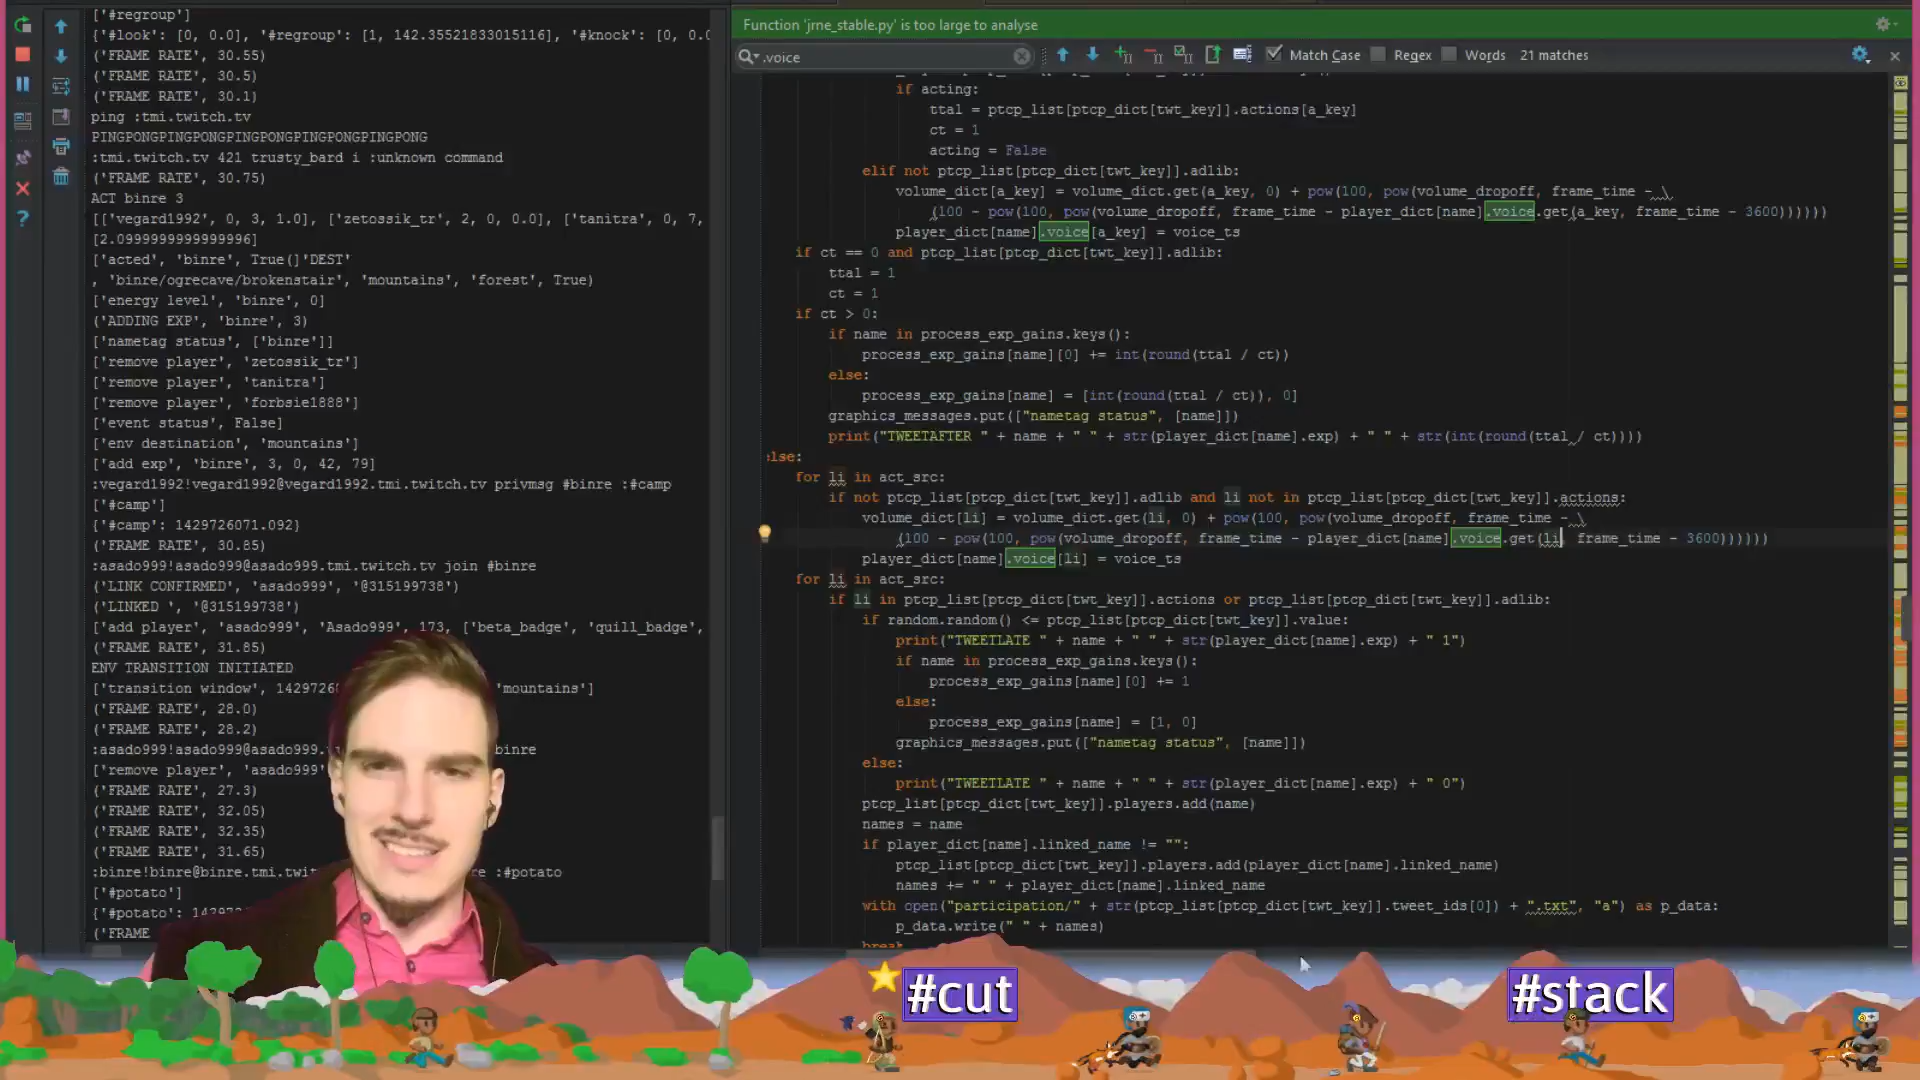 ['#regroup']
{'#look': [0, 0.0], '#regroup': [1, 142.35521833015116], '#knock': [0, 0.0
('FRAME RATE', 30.55)
('FRAME RATE', 30.5)
('FRAME RATE', 30.1)
ping :tmi.twitch.tv
PINGPONGPINGPONGPINGPONGPINGPONGPINGPONG
:tmi.twitch.tv 421 trusty_bard i :unknown command
('FRAME RATE', 30.75)
ACT binre 3
[['vegard1992', 0, 3, 1.0], ['zetossik_tr', 2, 0, 0.0], ['tanitra', 0, 7,
[2.0999999999999996]
['acted', 'binre', True(]'DEST'
, 'binre/ogrecave/brokenstair', 'mountains', 'forest', True)
['energy level', 'binre', 0]
('ADDING EXP', 'binre', 3)
['nametag status', ['binre']]
['remove player', 'zetossik_tr']
['remove player', 'tanitra']
['remove player', 'forbsie1888']
['event status', False]
['env destination', 'mountains']
['add exp', 'binre', 3, 0, 42, 79]
:vegard1992!vegard1992@vegard1992.tmi.twitch.tv privmsg #binre :#camp
['#camp']
{'#camp': 1429726071.092}
('FRAME RATE', 30.85)
:asado999!asado999@asado999.tmi.twitch.tv join #binre
('LINK CONFIRMED', 'asado999', '@315199738')
('LINKED ', '@315199738')
['add player', 'asado999', 'Asado999', 173, ['beta_badge', 'quill_badge',
('FRAME RATE', 31.85)
ENV TRANSITION INITIATED
['transition window', 1429726 'mountains']
('FRAME RATE', 28.0)
('FRAME RATE', 28.2)
:asado999!asado999@asado999. binre
['remove player', 'asado999'
('FRAME RATE', 27.3)
('FRAME RATE', 32.05)
('FRAME RATE', 32.35)
('FRAME RATE', 31.65)
:binre!binre@binre.tmi.twitch.t re :#potato
['#potato']
{'#potato': 14297
('FRAME
Function 'jrne_stable.py' is too large to analyse
.voice Match Case Regex Words 21 matches
if acting:
ttal = ptcp_list[ptcp_dict[twt_key]].actions[a_key]
ct = 1
acting = False
elif not ptcp_list[ptcp_dict[twt_key]].adlib:
volume_dict[a_key] = volume_dict.get(a_key, 0) + pow(100, pow(volume_dropoff, frame_time - \
(100 - pow(100, pow(volume_dropoff, frame_time - player_dict[name].voice.get(a_key, frame_time - 3600))))))
player_dict[name].voice[a_key] = voice_ts
if ct == 0 and ptcp_list[ptcp_dict[twt_key]].adlib:
ttal = 1
ct = 1
if ct > 0:
if name in process_exp_gains.keys():
process_exp_gains[name][0] += int(round(ttal / ct))
else:
process_exp_gains[name] = [int(round(ttal / ct)), 0]
graphics_messages.put(["nametag status", [name]])
print("TWEETAFTER " + name + " " + str(player_dict[name].exp) + " " + str(int(round(ttal / ct))))
else:
for li in act_src:
if not ptcp_list[ptcp_dict[twt_key]].adlib and li not in ptcp_list[ptcp_dict[twt_key]].actions:
volume_dict[li] = volume_dict.get(li, 0) + pow(100, pow(volume_dropoff, frame_time - \
(100 - pow(100, pow(volume_dropoff, frame_time - player_dict[name].voice.get(li, frame_time - 3600))))))
player_dict[name].voice[li] = voice_ts
for li in act_src:
if li in ptcp_list[ptcp_dict[twt_key]].actions or ptcp_list[ptcp_dict[twt_key]].adlib:
if random.random() <= ptcp_list[ptcp_dict[twt_key]].value:
print("TWEETLATE " + name + " " + str(player_dict[name].exp) + " 1")
if name in process_exp_gains.keys():
process_exp_gains[name][0] += 1
else:
process_exp_gains[name] = [1, 0]
graphics_messages.put(["nametag status", [name]])
else:
print("TWEETLATE " + name + " " + str(player_dict[name].exp) + " 0")
ptcp_list[ptcp_dict[twt_key]].players.add(name)
names = name
if player_dict[name].linked_name != "":
ptcp_list[ptcp_dict[twt_key]].players.add(player_dict[name].linked_name)
names += " " + player_dict[name].linked_name
with open("participation/" + str(ptcp_list[ptcp_dict[twt_key]].tweet_ids[0]) + ".txt", "a") as p_data:
p_data.write(" " + names)
break
#cut
#stack